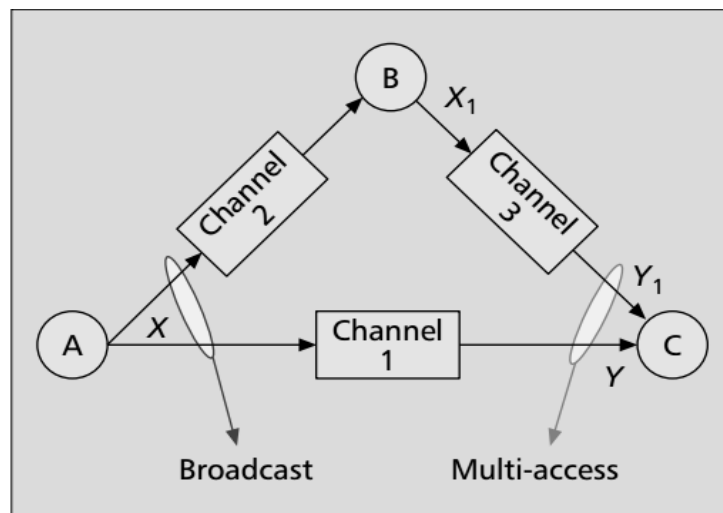 B
X1
Channel
2
Channel
3
A
X
Channel
1
Y1
C
Y
Broadcast
Multi-access